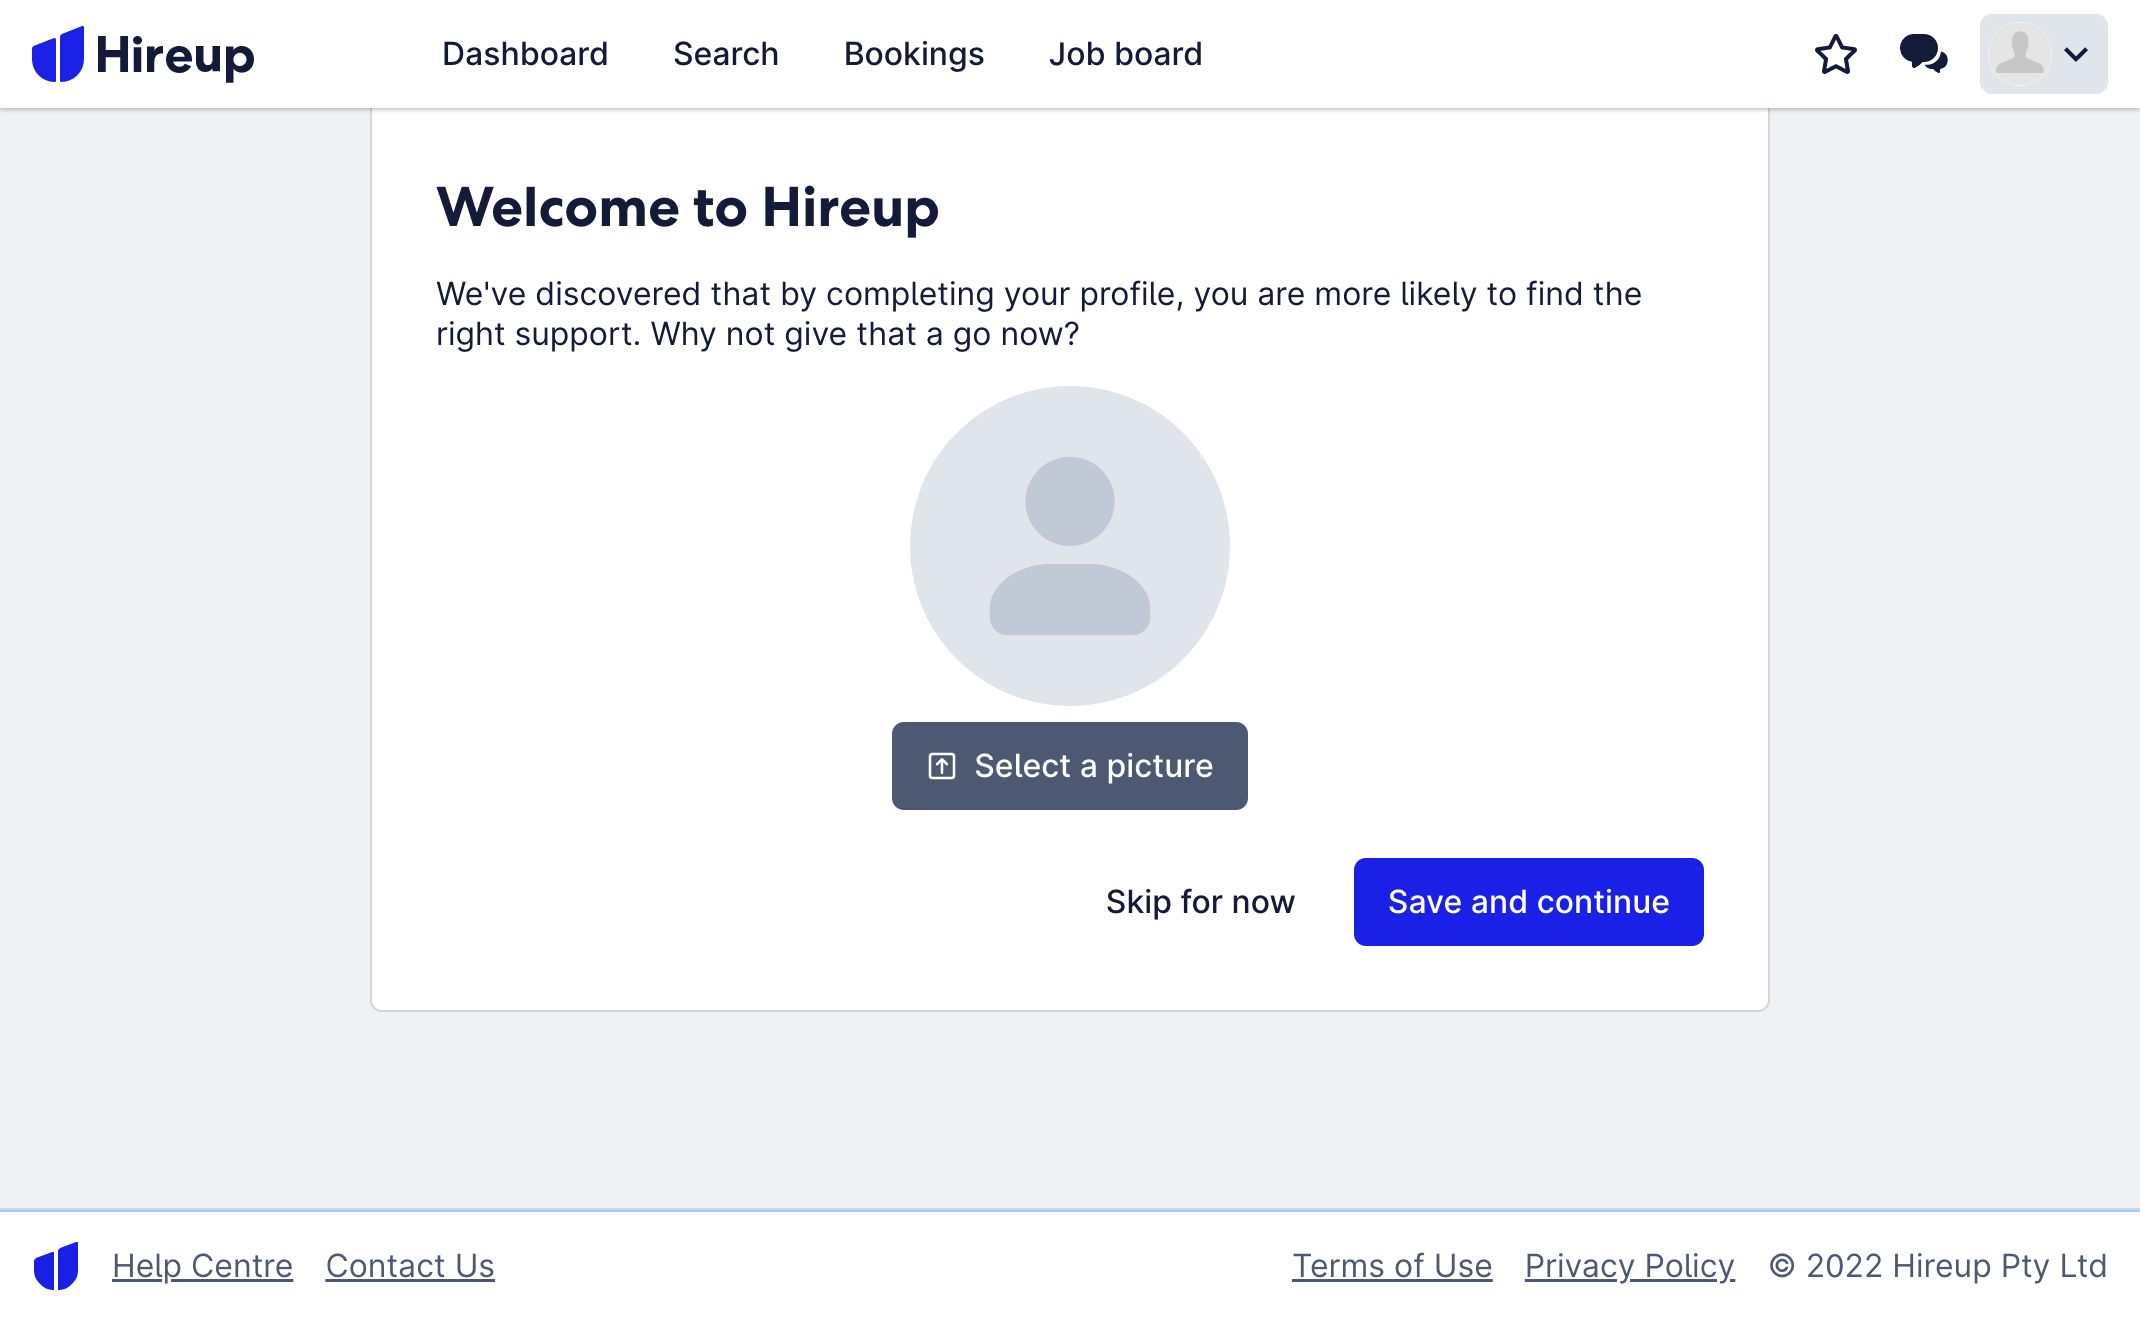 Hireup
Dashboard
Search
Bookings
Job board
Welcome to Hireup
We've discovered that by completing your profile, you are more likely to find the
right support. Why not give that a go now?
Select a picture
Skip for now
Save and continue
Help Centre
Contact Us
Terms of Use
Privacy Policy
© 2022 Hireup Pty Ltd